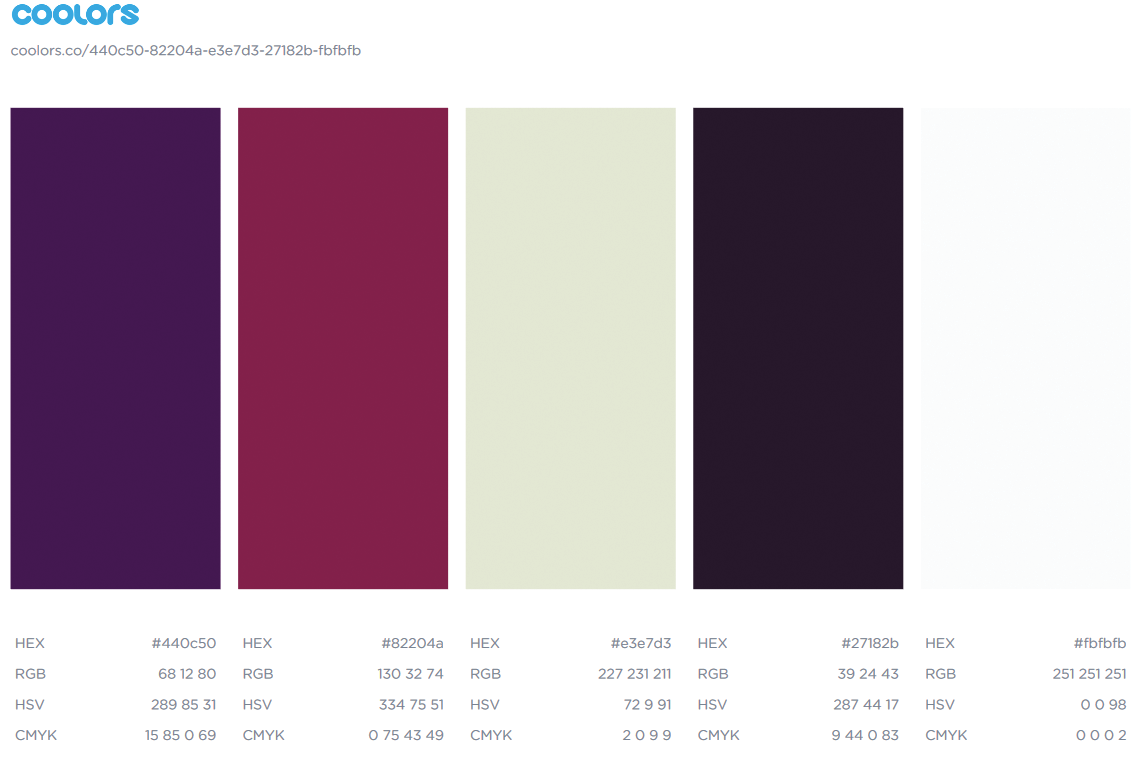 coolors
coolors.co/440c50-82204a-e3e7d3-27182b-fbfbfb
HEX #440c50 HEX #82204a HEX #e3e7d3 HEX #27182b HEX #fbfbfb
RGB 68 12 80 RGB 130 32 74 RGB 227 231 211 RGB 39 24 43 RGB 251 251 251
HSV 289 85 31 HSV 334 75 51 HSV 72 9 91 HSV 287 44 17 HSV 0 0 98
CMYK 15 85 0 69 CMYK 0 75 43 49 CMYK 2 0 9 9 CMYK 9 44 0 83 CMYK 0 0 0 2